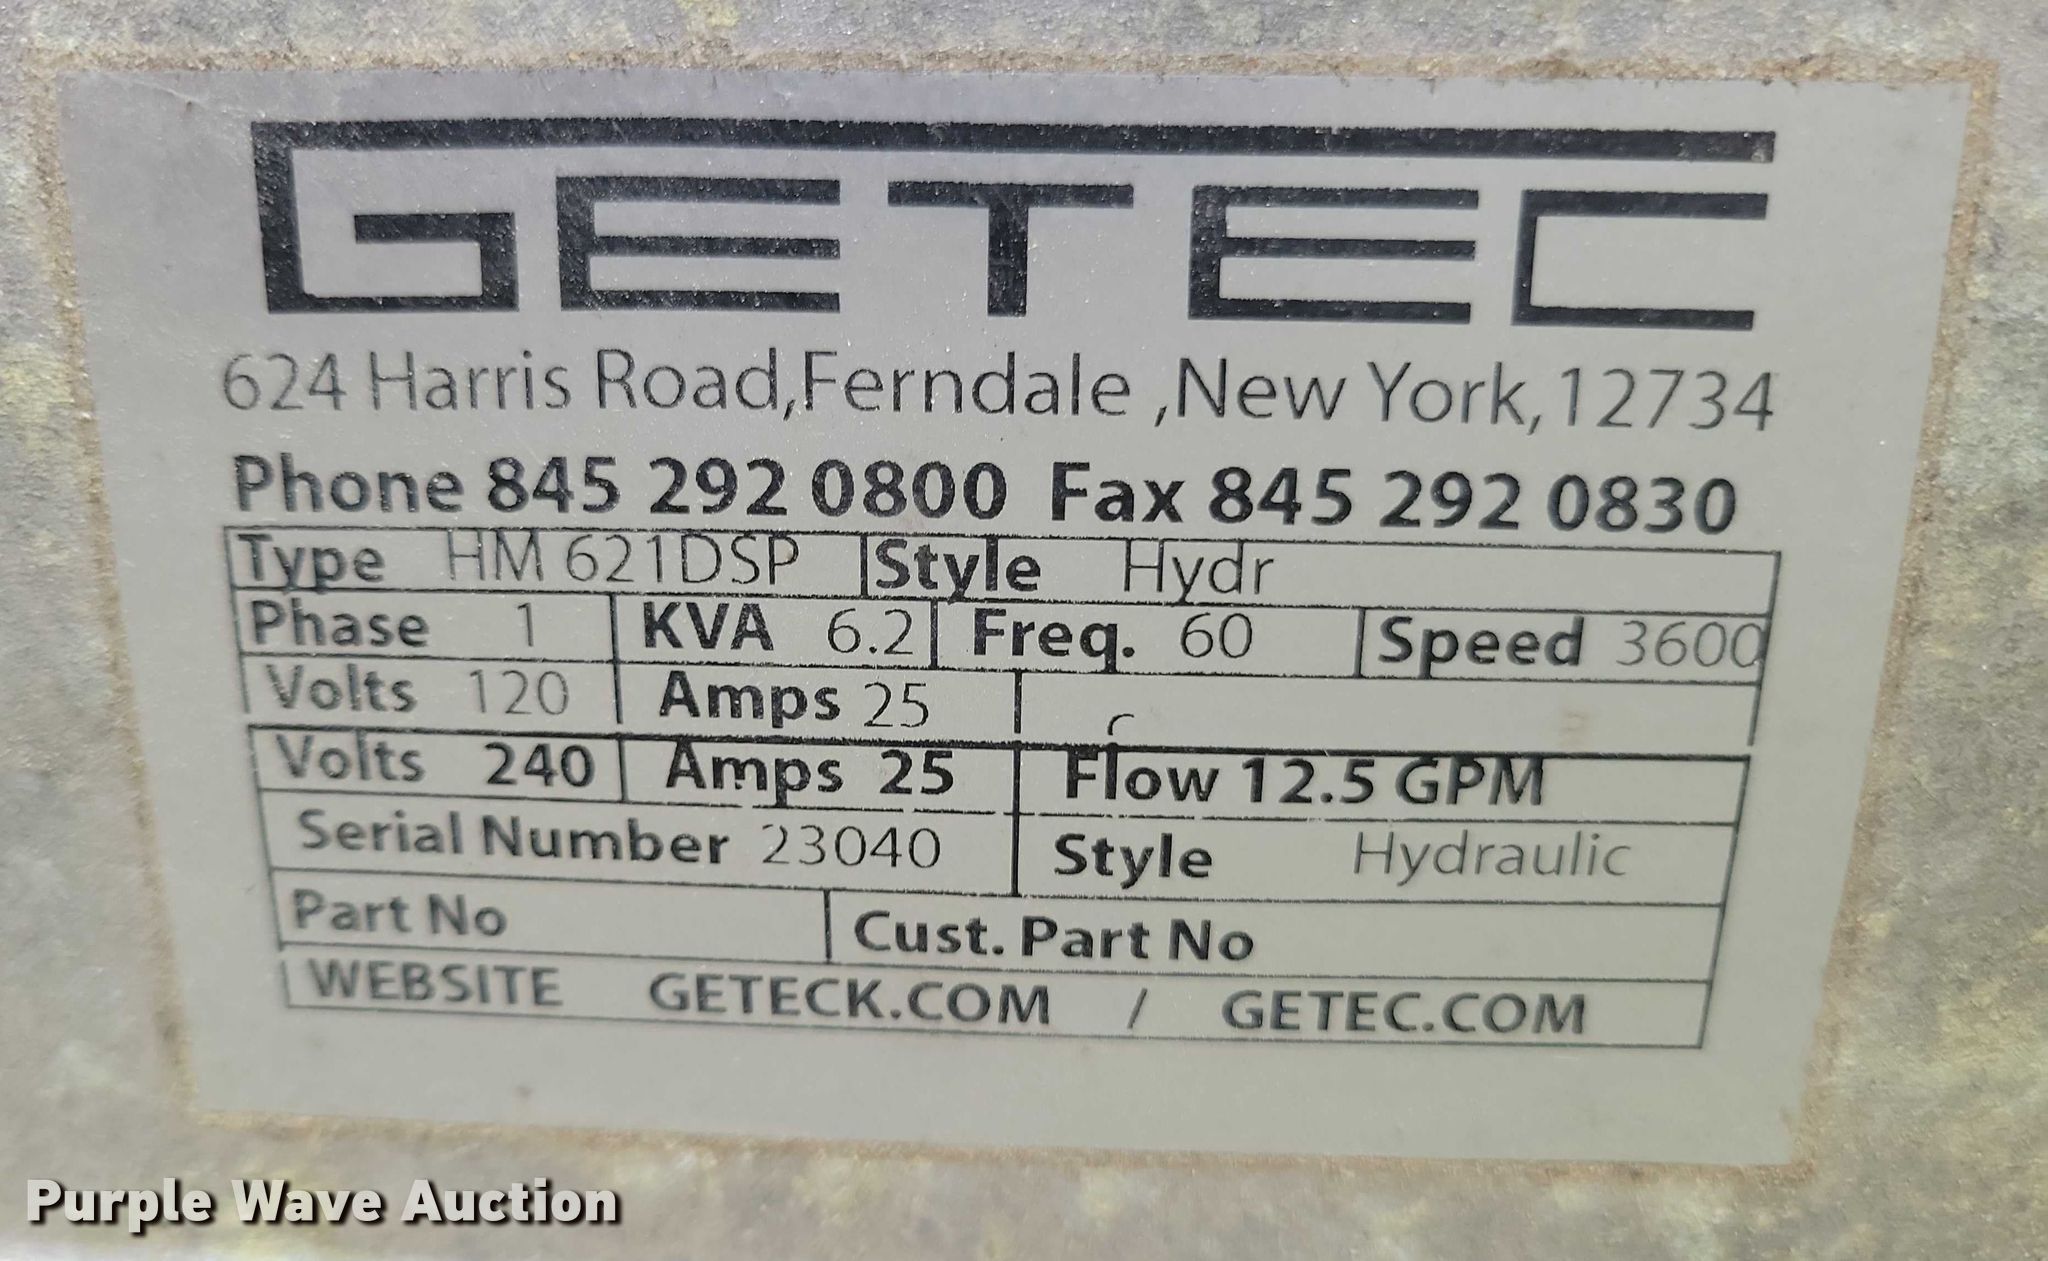 GETEC
624 Harris Road,Ferndale ,New York,12734
Phone 845 292 0800 Fax 845 292 0830
Type HM 621DSP Style Hydr
Phase 1 KVA 6.2 Freq. 60 Speed 3600
Volts 120 Amps 25
Volts 240 Amps 25 Flow 12.5 GPM
Serial Number 23040 Style Hydraulic
Part No Cust. Part No
WEBSITE GETECK.COM / GETEC.COM
Purple Wave Auction